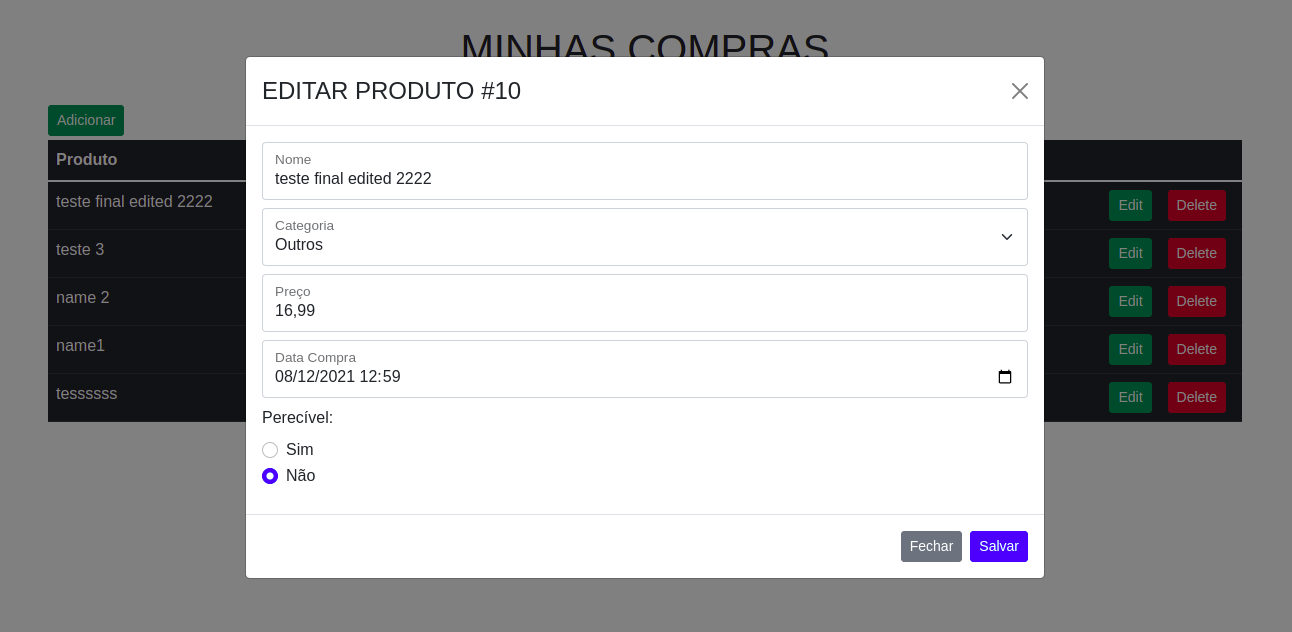 MINHAS COMPRAS
EDITAR PRODUTO #10
Adicionar
Nome
teste final edited 2222
Categoria
Outros
Preço
16,99
Data Compra
08/12/2021 12:59
Perecível:
Sim
Não
Fechar Salvar
Produto
teste final edited 2222 Edit Delete
teste 3 Edit Delete
name 2 Edit Delete
name1 Edit Delete
tessssss Edit Delete